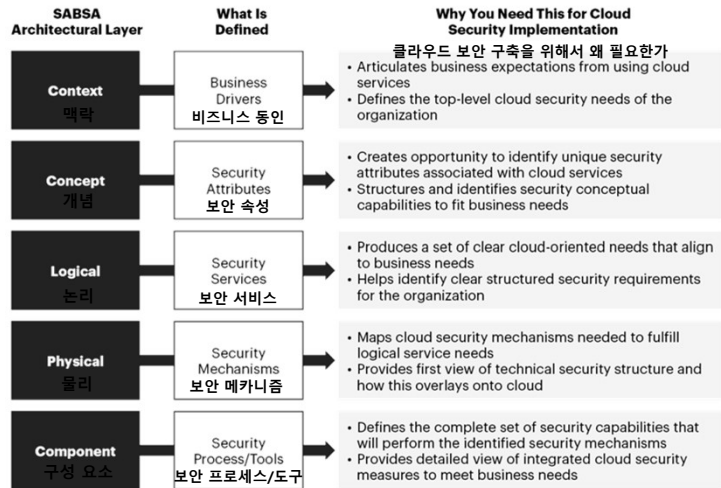 SABSA
Architectural Layer
What Is
Defined
Why You Need This for Cloud
Security Implementation
클라우드 보안 구축을 위해서 왜 필요한가
Context
맥락
Business
Drivers
비즈니스 동인
• Articulates business expectations from using cloud
services
• Defines the top-level cloud security needs of the
organization
Concept
개념
Security
Attributes
보안 속성
• Creates opportunity to identify unique security
attributes associated with cloud services
• Structures and identifies security conceptual
capabilities to fit business needs
Logical
논리
Security
Services
보안 서비스
• Produces a set of clear cloud-oriented needs that align
to business needs
• Helps identify clear structured security requirements
for the organization
Physical
물리
Security
Mechanisms
보안 메카니즘
• Maps cloud security mechanisms needed to fulfill
logical service needs
• Provides first view of technical security structure and
how this overlays onto cloud
Component
구성 요소
Security
Process/Tools
보안 프로세스/도구
• Defines the complete set of security capabilities that
will perform the identified security mechanisms
• Provides detailed view of integrated cloud security
measures to meet business needs